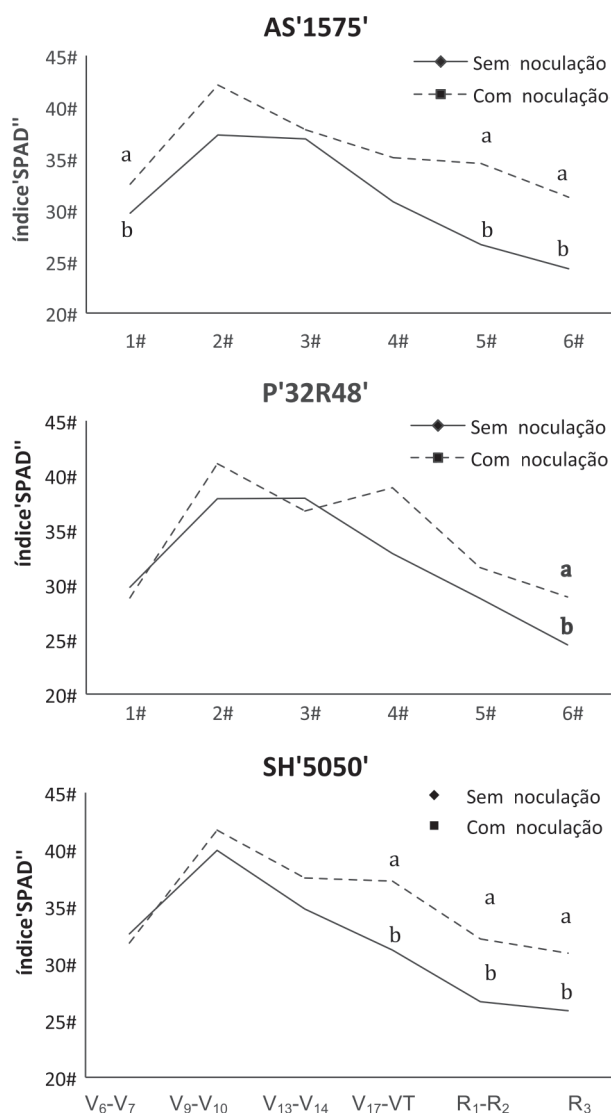 AS'1575'
45#
40#
35#
30#
25#
20#
índice'SPAD"
Sem noculação
Com noculação
a
b
a
b
a
b
1# 2# 3# 4# 5# 6#
P'32R48'
45#
40#
35#
30#
25#
20#
índice'SPAD"
Sem noculação
Com noculação
a
b
1# 2# 3# 4# 5# 6#
SH'5050'
45#
40#
35#
30#
25#
20#
índice'SPAD"
Sem noculação
Com noculação
a
b
a
b
a
b
V₆-V₇ V₉-V₁₀ V₁₃-V₁₄ V₁₇-VT R₁-R₂ R₃